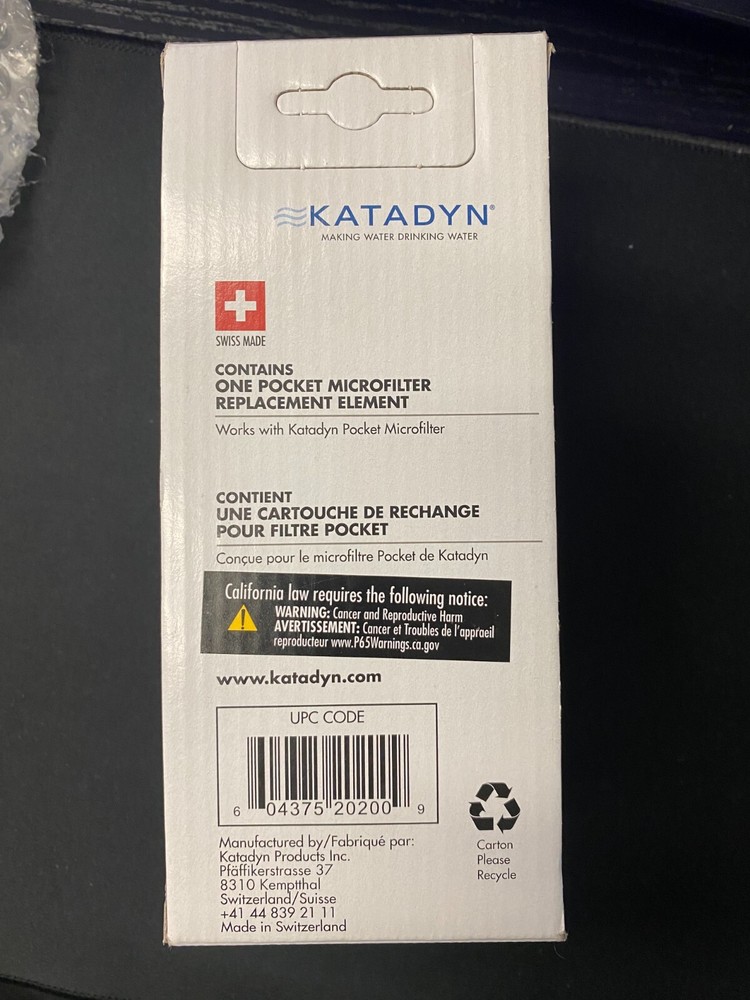 KATADYN®
MAKING WATER DRINKING WATER
SWISS MADE
CONTAINS
ONE POCKET MICROFILTER
REPLACEMENT ELEMENT
Works with Katadyn Pocket Microfilter
CONTIENT
UNE CARTOUCHE DE RECHANGE
POUR FILTRE POCKET
Conçue pour le microfiltre Pocket de Katadyn
California law requires the following notice:
WARNING: Cancer and Reproductive Harm
AVERTISSEMENT: Cancer et Troubles de l'appraeil
reproducteur www.P65Warnings.ca.gov
www.katadyn.com
UPC CODE
6 04375 20200 9
Manufactured by/Fabriqué par:
Katadyn Products Inc.
Pfäffikerstrasse 37
8310 Kemptthal
Switzerland/Suisse
+41 44 839 21 11
Made in Switzerland
Carton
Please
Recycle